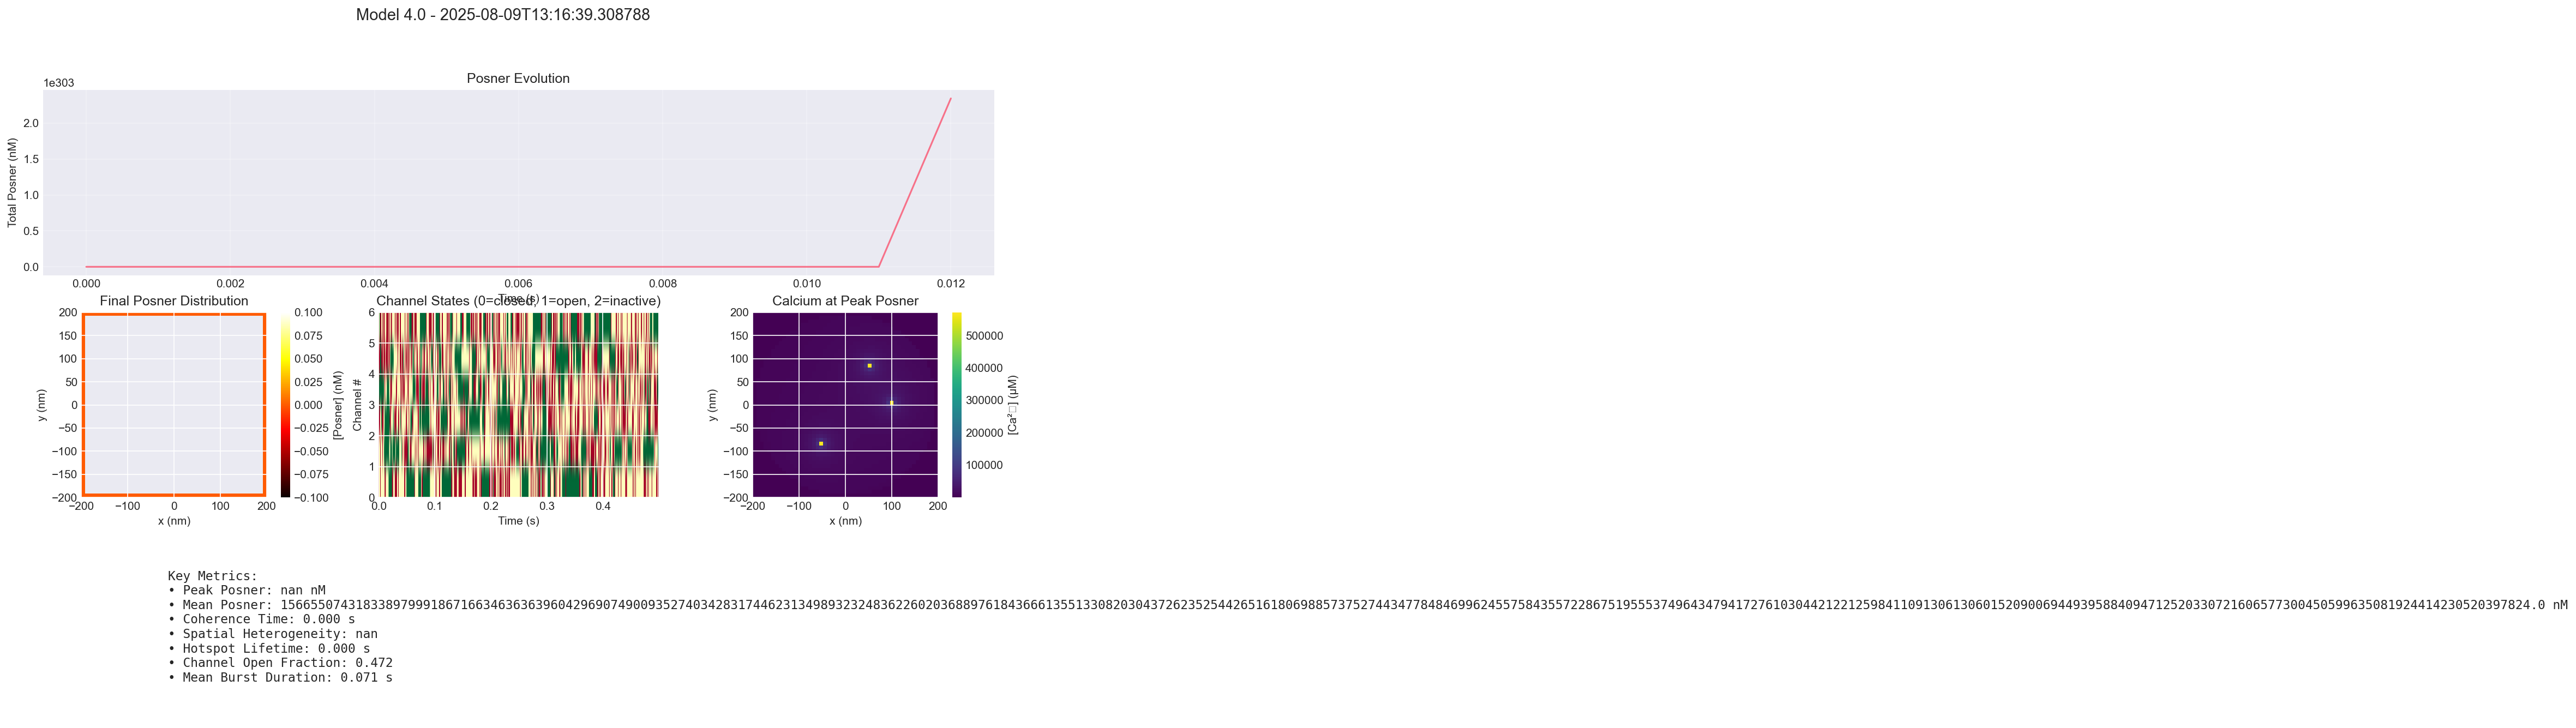 Model 4.0 - 2025-08-09T13:16:39.308788
Posner Evolution
1e303
Total Posner (nM)
2.0
1.5
1.0
0.5
0.0
0.000 0.002 0.004 0.006 0.008 0.010 0.012
Time (s)
Final Posner Distribution
y (nm)
200
150
100
50
0
−50
−100
−150
−200
−200 −100 0 100 200
x (nm)
0.100
0.075
0.050
0.025
0.000
−0.025
−0.050
−0.075
−0.100
[Posner] (nM)
Channel States (0=closed, 1=open, 2=inactive)
Channel #
6
5
4
3
2
1
0
0.0 0.1 0.2 0.3 0.4
Time (s)
Calcium at Peak Posner
y (nm)
200
150
100
50
0
−50
−100
−150
−200
−200 −100 0 100 200
x (nm)
500000
400000
300000
200000
100000
[Ca²▯] (µM)
Key Metrics:
• Peak Posner: nan nM
• Mean Posner: nM
• Coherence Time: 0.000 s
• Spatial Heterogeneity: nan
• Hotspot Lifetime: 0.000 s
• Channel Open Fraction: 0.472
• Mean Burst Duration: 0.071 s